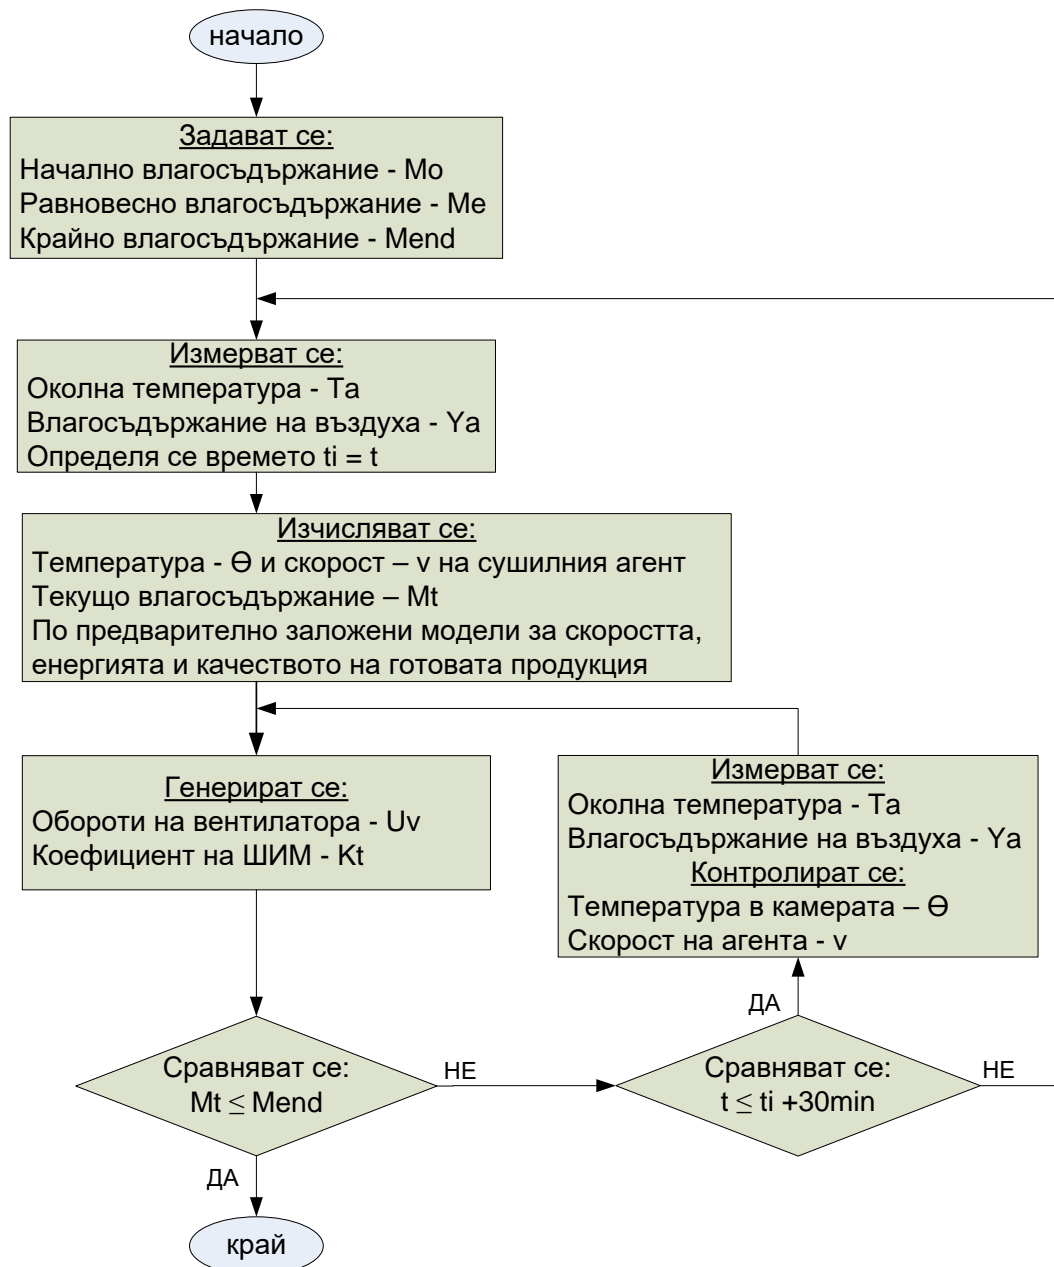 начало
Задават се:
Начално влагосъдържание - Mo
Равновесно влагосъдържание - Me
Крайно влагосъдържание - Mend
Измерват се:
Околна температура - Ta
Влагосъдържание на въздуха - Ya
Определя се времето ti = t
Изчисляват се:
Температура - Ө и скорост – v на сушилния агент
Текущо влагосъдържание – Mt
По предварително заложени модели за скоростта,
енергията и качеството на готовата продукция
Генерират се:
Обороти на вентилатора - Uv
Коефициент на ШИМ - Kt
Измерват се:
Околна температура - Ta
Влагосъдържание на въздуха - Ya
Контролират се:
Температура в камерата – Ө
Скорост на агента - v
ДА
Сравняват се:
Mt ≤ Mend
НЕ
Сравняват се:
t ≤ ti +30min
НЕ
ДА
край